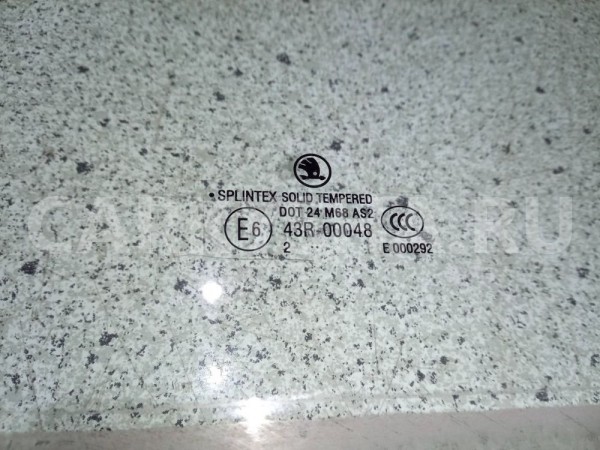 • SPLINTEX SOLID TEMPERED
DOT 24 M68 AS2
E6 43R-00048
2
CCC
E 000292